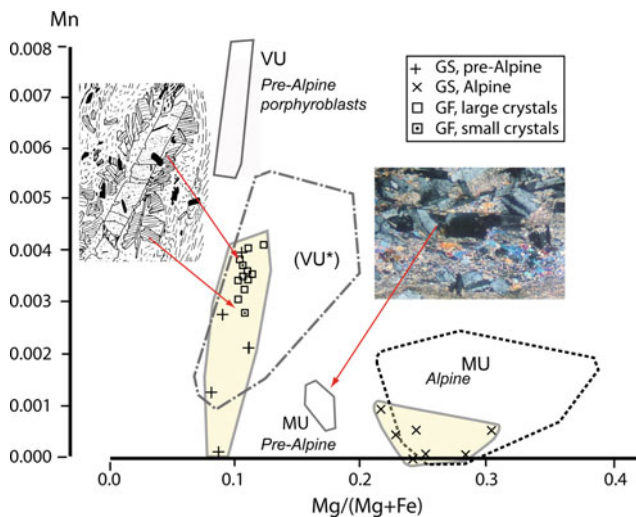 Mn
0.008
0.007
0.006
0.005
0.004
0.003
0.002
0.001
0.000
VU
Pre-Alpine
porphyroblasts
GS, pre-Alpine
GS, Alpine
GF, large crystals
GF, small crystals
(VU*)
MU
Pre-Alpine
MU
Alpine
0.0
0.1
0.2
0.3
0.4
Mg/(Mg+Fe)